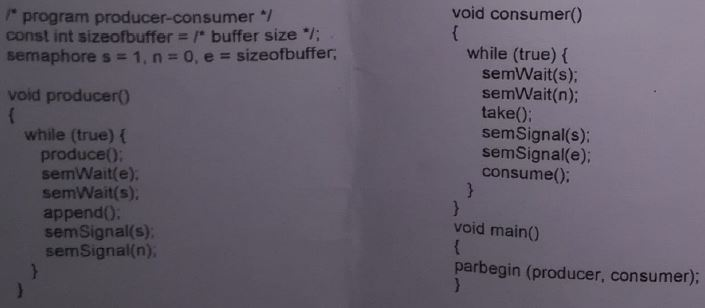 /* program producer-consumer */
const int sizeofbuffer = /* buffer size */;
semaphore s = 1, n = 0, e = sizeofbuffer;
void producer()
{
while (true) {
produce();
semWait(e);
semWait(s);
append();
semSignal(s);
semSignal(n);
}
}
void consumer()
{
while (true) {
semWait(s);
semWait(n);
take();
semSignal(s);
semSignal(e);
consume();
}
}
void main()
{
parbegin (producer, consumer);
}